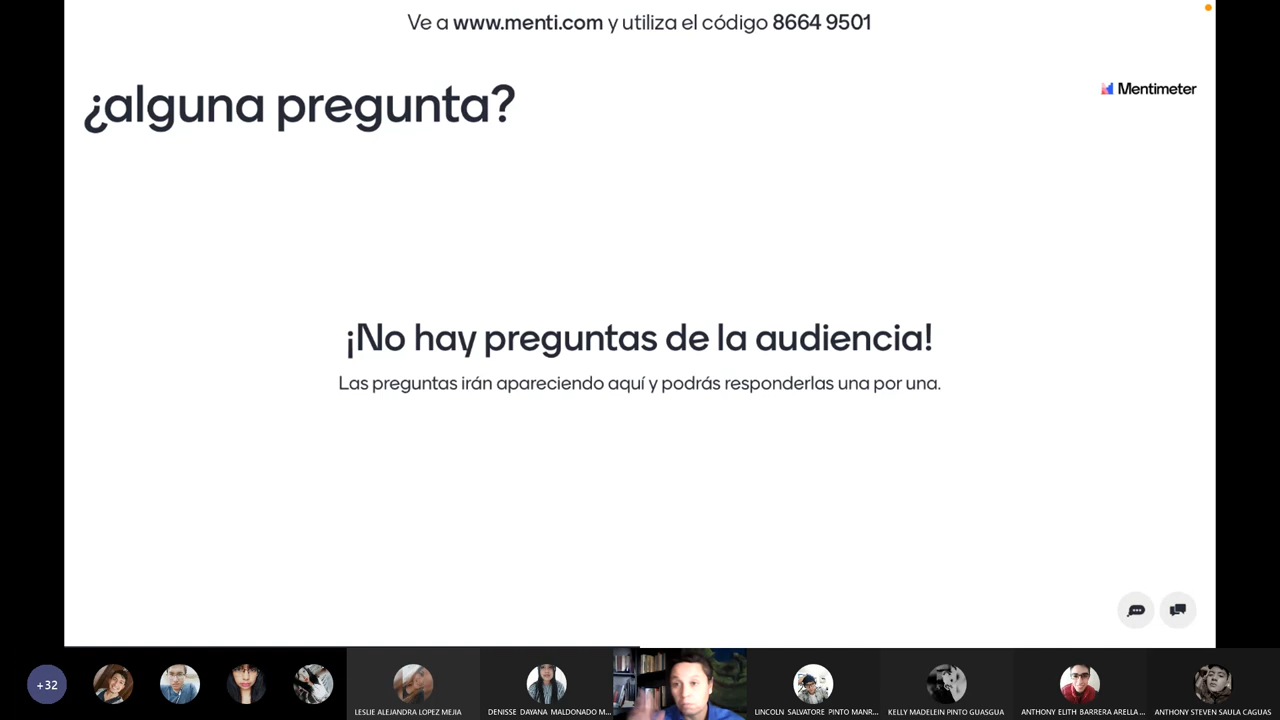 Ve a www.menti.com y utiliza el código 8664 9501
¿alguna pregunta?
Mentimeter
¡No hay preguntas de la audiencia!
Las preguntas irán apareciendo aquí y podrás responderlas una por una.
+32
LESLIE ALEJANDRA LOPEZ MEJIA
DENISSE DAYANA MALDONADO M...
LINCOLN SALVATORE PINTO MANR...
KELLY MADELEIN PINTO GUASGUA
ANTHONY ELITH BARRERA ARELLA ...
ANTHONY STEVEN SAULA CAGUAS